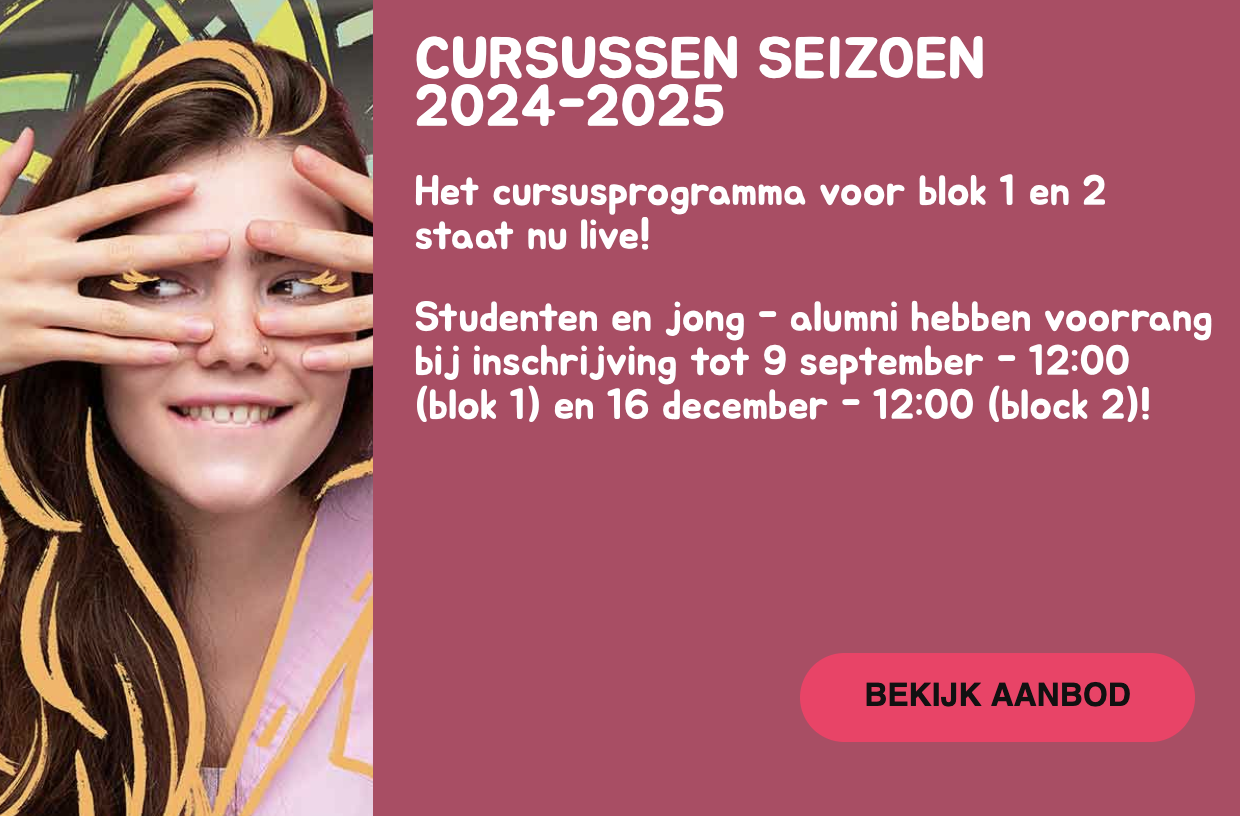 CURSUSSEN SEIZOEN
2024-2025
Het cursusprogramma voor blok 1 en 2
staat nu live!
Studenten en jong - alumni hebben voorrang
bij inschrijving tot 9 september - 12:00
(blok 1) en 16 december - 12:00 (block 2)!
BEKIJK AANBOD